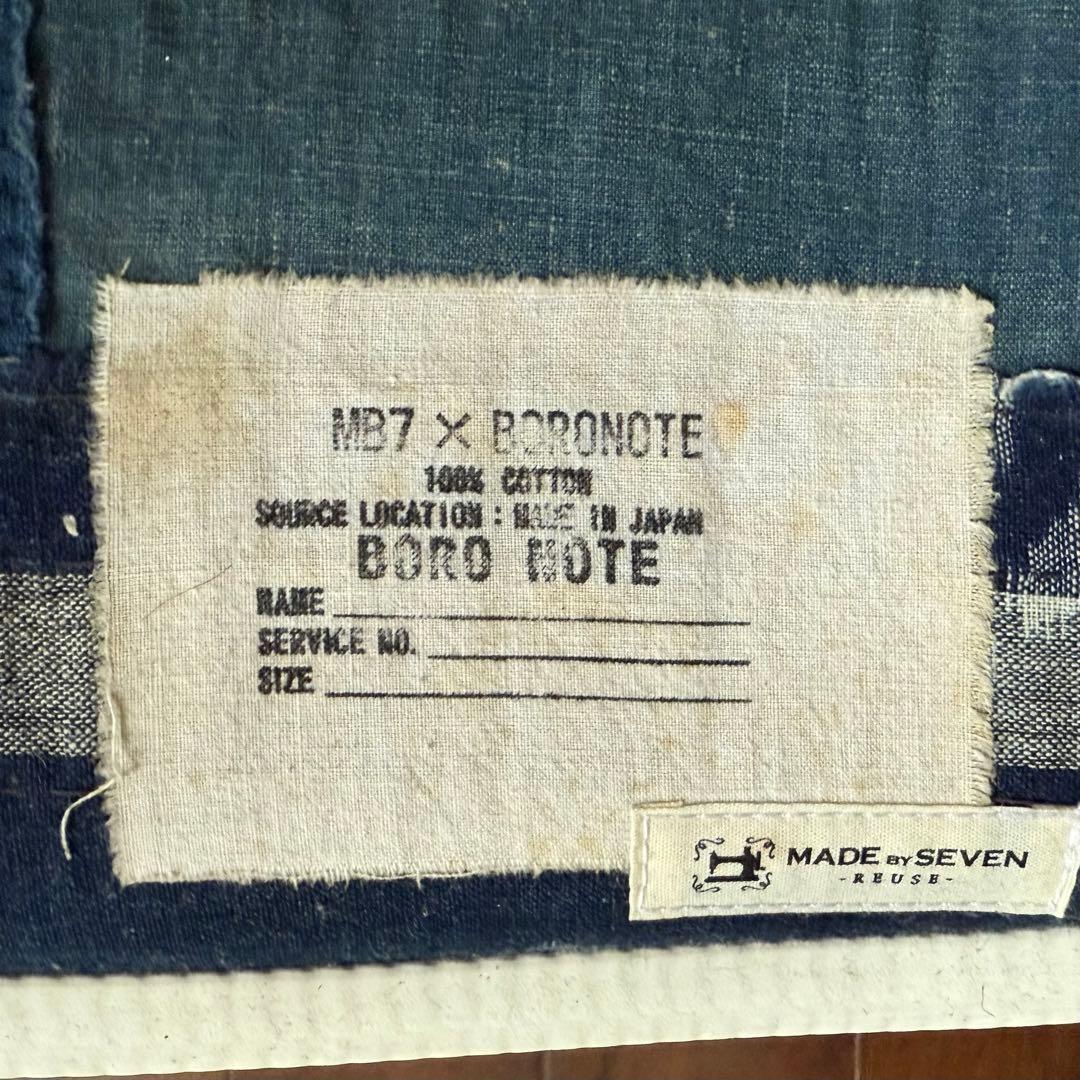 MB7 × BORONOTE
100% COTTON
SOURCE LOCATION : MADE IN JAPAN
BORO NOTE
NAME
SERVICE NO.
SIZE
MADE BY SEVEN
-REUSE-